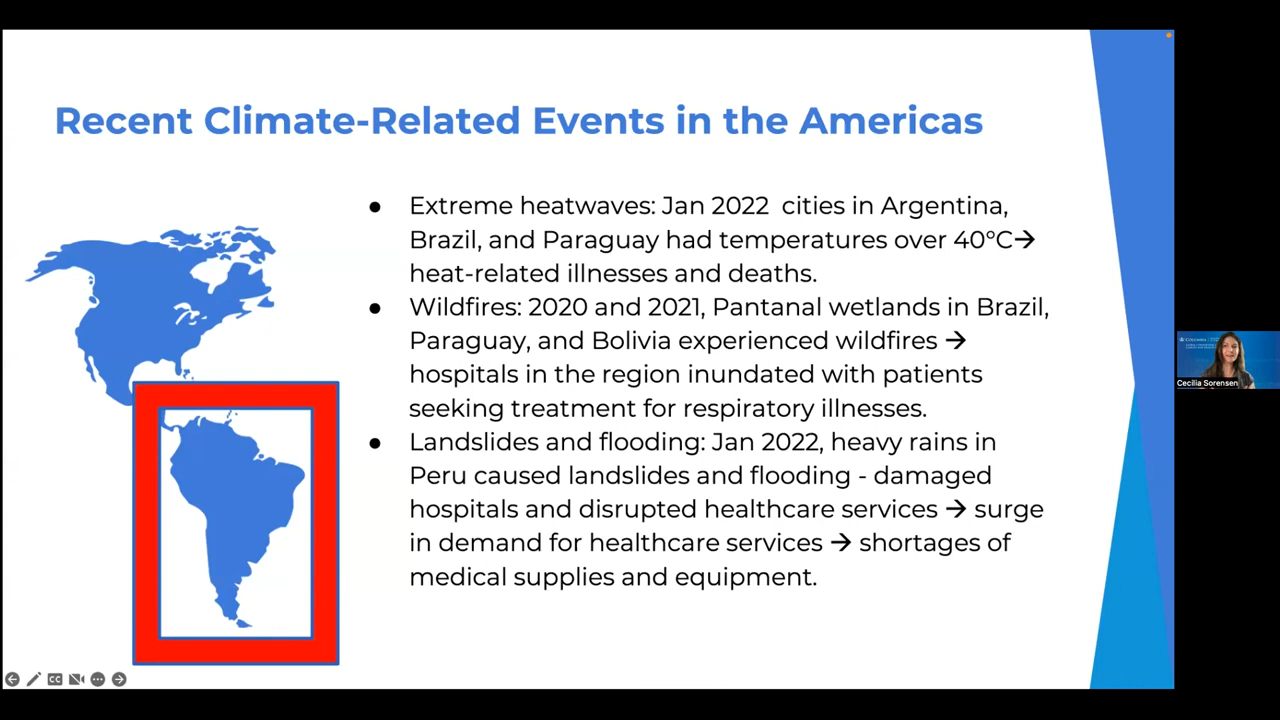 Recent Climate-Related Events in the Americas
● Extreme heatwaves: Jan 2022 cities in Argentina,
Brazil, and Paraguay had temperatures over 40°C→
heat-related illnesses and deaths.
● Wildfires: 2020 and 2021, Pantanal wetlands in Brazil,
Paraguay, and Bolivia experienced wildfires →
hospitals in the region inundated with patients
seeking treatment for respiratory illnesses.
● Landslides and flooding: Jan 2022, heavy rains in
Peru caused landslides and flooding - damaged
hospitals and disrupted healthcare services → surge
in demand for healthcare services → shortages of
medical supplies and equipment.
Cecilia Sorensen
CC